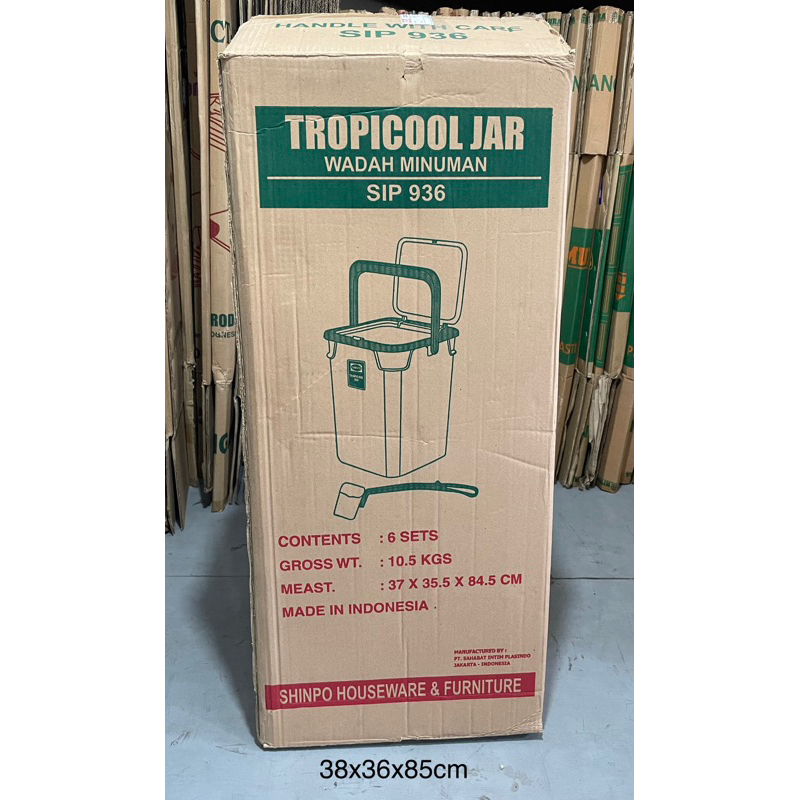 HANDLE WITH CARE
SIP 936
TROPICOOL JAR
WADAH MINUMAN
SIP 936
CONTENTS : 6 SETS
GROSS WT. : 10.5 KGS
MEAST. : 37 X 35.5 X 84.5 CM
MADE IN INDONESIA .
MANUFACTURED BY :
PT. SAHABAT INTIM PLASINDO
JAKARTA - INDONESIA
SHINPO HOUSEWARE & FURNITURE
38x36x85cm